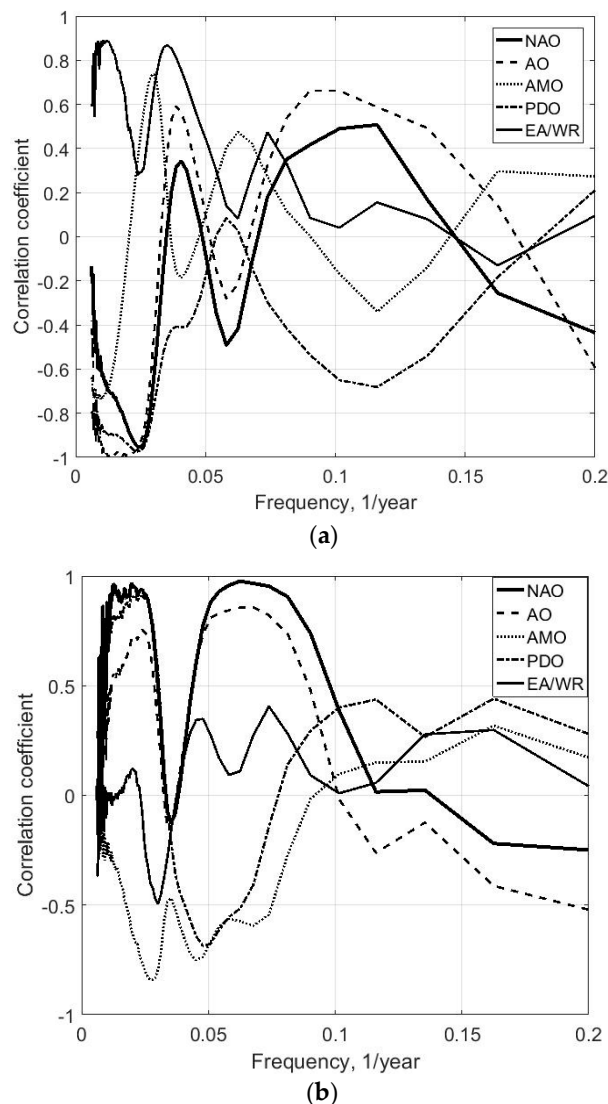 1
0.8
0.6
0.4
0.2
0
-0.2
-0.4
-0.6
-0.8
-1
Correlation coefficient
NAO
AO
AMO
PDO
EA/WR
0 0.05 0.1 0.15 0.2
Frequency, 1/year
(a)
1
0.5
0
-0.5
-1
Correlation coefficient
NAO
AO
AMO
PDO
EA/WR
0 0.05 0.1 0.15 0.2
Frequency, 1/year
(b)